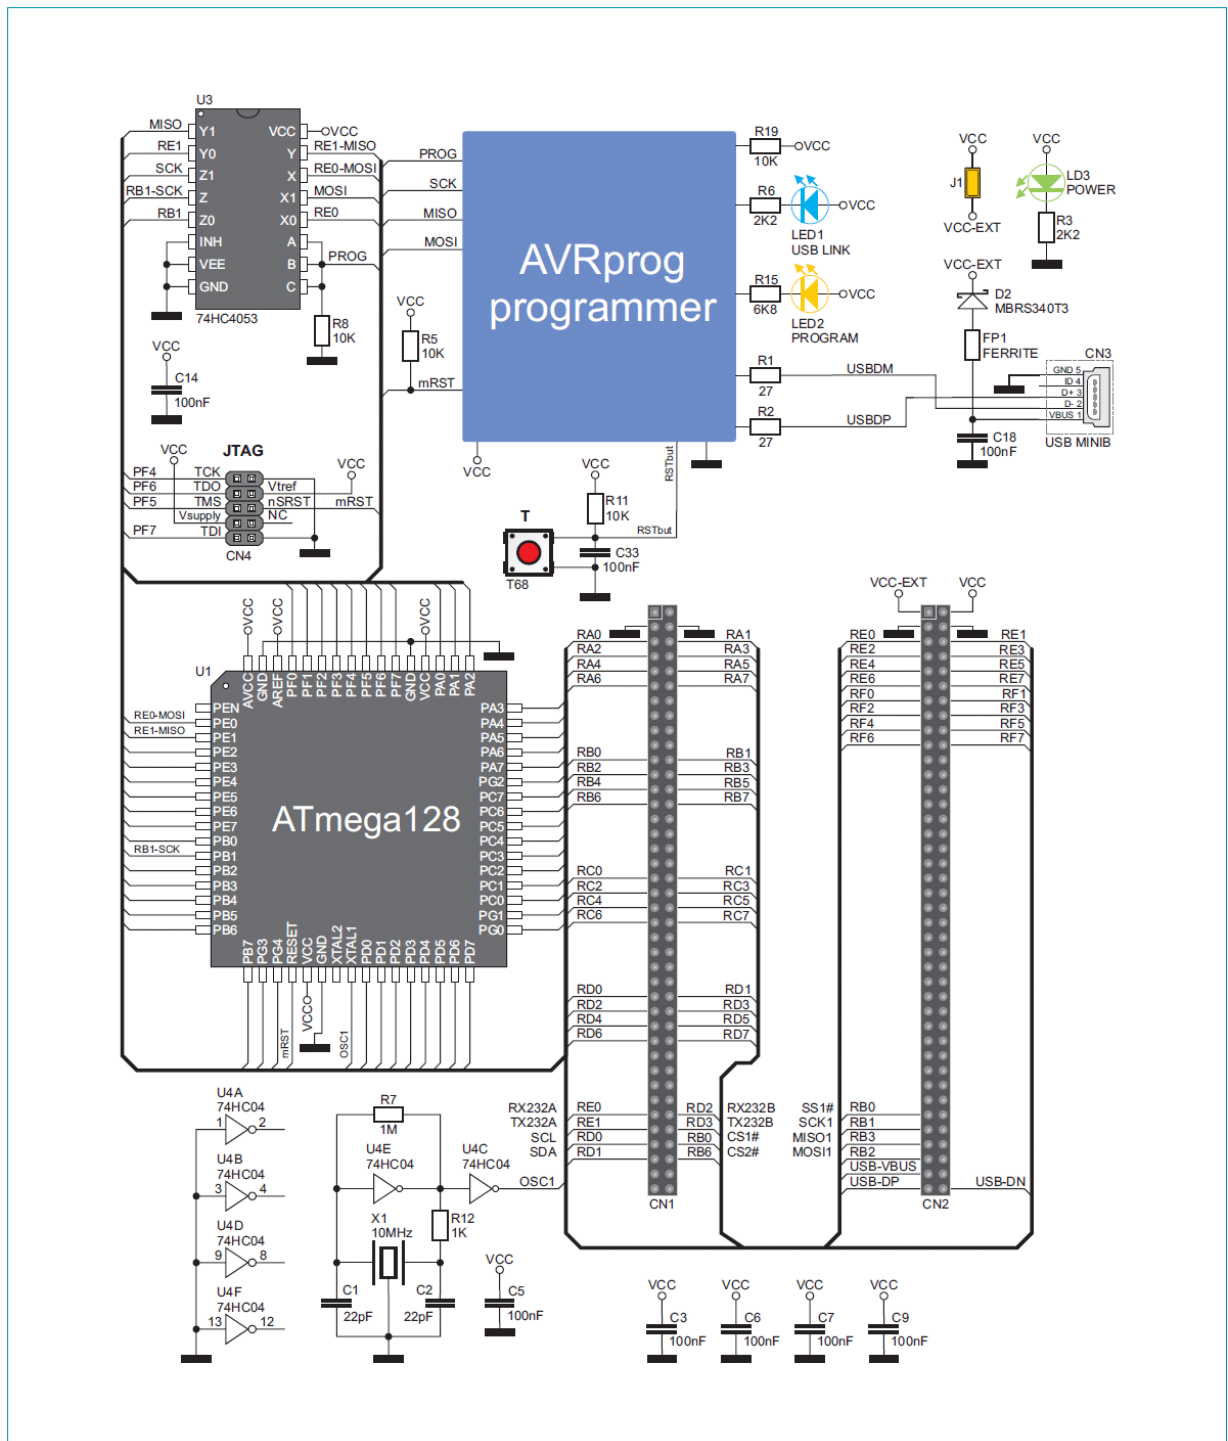 U3
MISO Y1 VCC VCC
RE1 Y0 Y RE1-MISO
SCK Z1 X RE0-MOSI
RB1-SCK Z X1 MOSI
RB1 Z0 X0 RE0
INH A
VEE B PROG
GND C
74HC4053
R8
10K
VCC
C14
100nF
VCC
R5
10K
mRST
PROG
SCK
MISO
MOSI
AVRprog
programmer
VCC
R19
10K
VCC
R6
2K2
VCC
LED1
USB LINK
R15
6K8
VCC
LED2
PROGRAM
R1
27
USBDM
R2
27
USBDP
RSTbut
VCC
J1
VCC-EXT
VCC
LD3
POWER
R3
2K2
VCC-EXT
D2
MBRS340T3
FP1
FERRITE
CN3
GND 5
ID 4
D+ 3
D- 2
VBUS 1
USB MINIB
C18
100nF
VCC
JTAG
VCC
PF4 TCK
PF6 TDO Vtref
PF5 TMS nSRST mRST
Vsupply NC
PF7 TDI
CN4
VCC
R11
10K
RSTbut
T
T68
C33
100nF
U1
VCC
VCC
VCC
AVCC
GND
AREF
PF0
PF1
PF2
PF3
PF4
PF5
PF6
PF7
GND
VCC
PA0
PA1
PA2
PEN
RE0-MOSI PE0
RE1-MISO PE1
PE2
PE3
PE4
PE5
PE6
PE7
PB0
RB1-SCK PB1
PB2
PB3
PB4
PB5
PB6
ATmega128
PA3
PA4
PA5
PA6
PA7
PG2
PC7
PC6
PC5
PC4
PC3
PC2
PC1
PC0
PG1
PG0
PB7
PG3
PG4
RESET
VCC
GND
XTAL2
XTAL1
PD0
PD1
PD2
PD3
PD4
PD5
PD6
PD7
mRST
VCC
OSC1
RA0 RA1
RA2 RA3
RA4 RA5
RA6 RA7
RB0 RB1
RB2 RB3
RB4 RB5
RB6 RB7
RC0 RC1
RC2 RC3
RC4 RC5
RC6 RC7
RD0 RD1
RD2 RD3
RD4 RD5
RD6 RD7
RX232A RE0 RD2 RX232B
TX232A RE1 RD3 TX232B
SCL RD0 RB0 CS1#
SDA RD1 RB6 CS2#
CN1
VCC-EXT VCC
RE0 RE1
RE2 RE3
RE4 RE5
RE6 RE7
RF0 RF1
RF2 RF3
RF4 RF5
RF6 RF7
SS1# RB0
SCK1 RB1
MISO1 RB3
MOSI1 RB2
USB-VBUS
USB-DP USB-DN
CN2
U4A
74HC04
1 2
U4B
74HC04
3 4
U4D
74HC04
9 8
U4F
74HC04
13 12
R7
1M
U4E
74HC04
U4C
74HC04
OSC1
X1
10MHz
R12
1K
C1
22pF
C2
22pF
VCC
C5
100nF
VCC
C3
100nF
VCC
C6
100nF
VCC
C7
100nF
VCC
C9
100nF